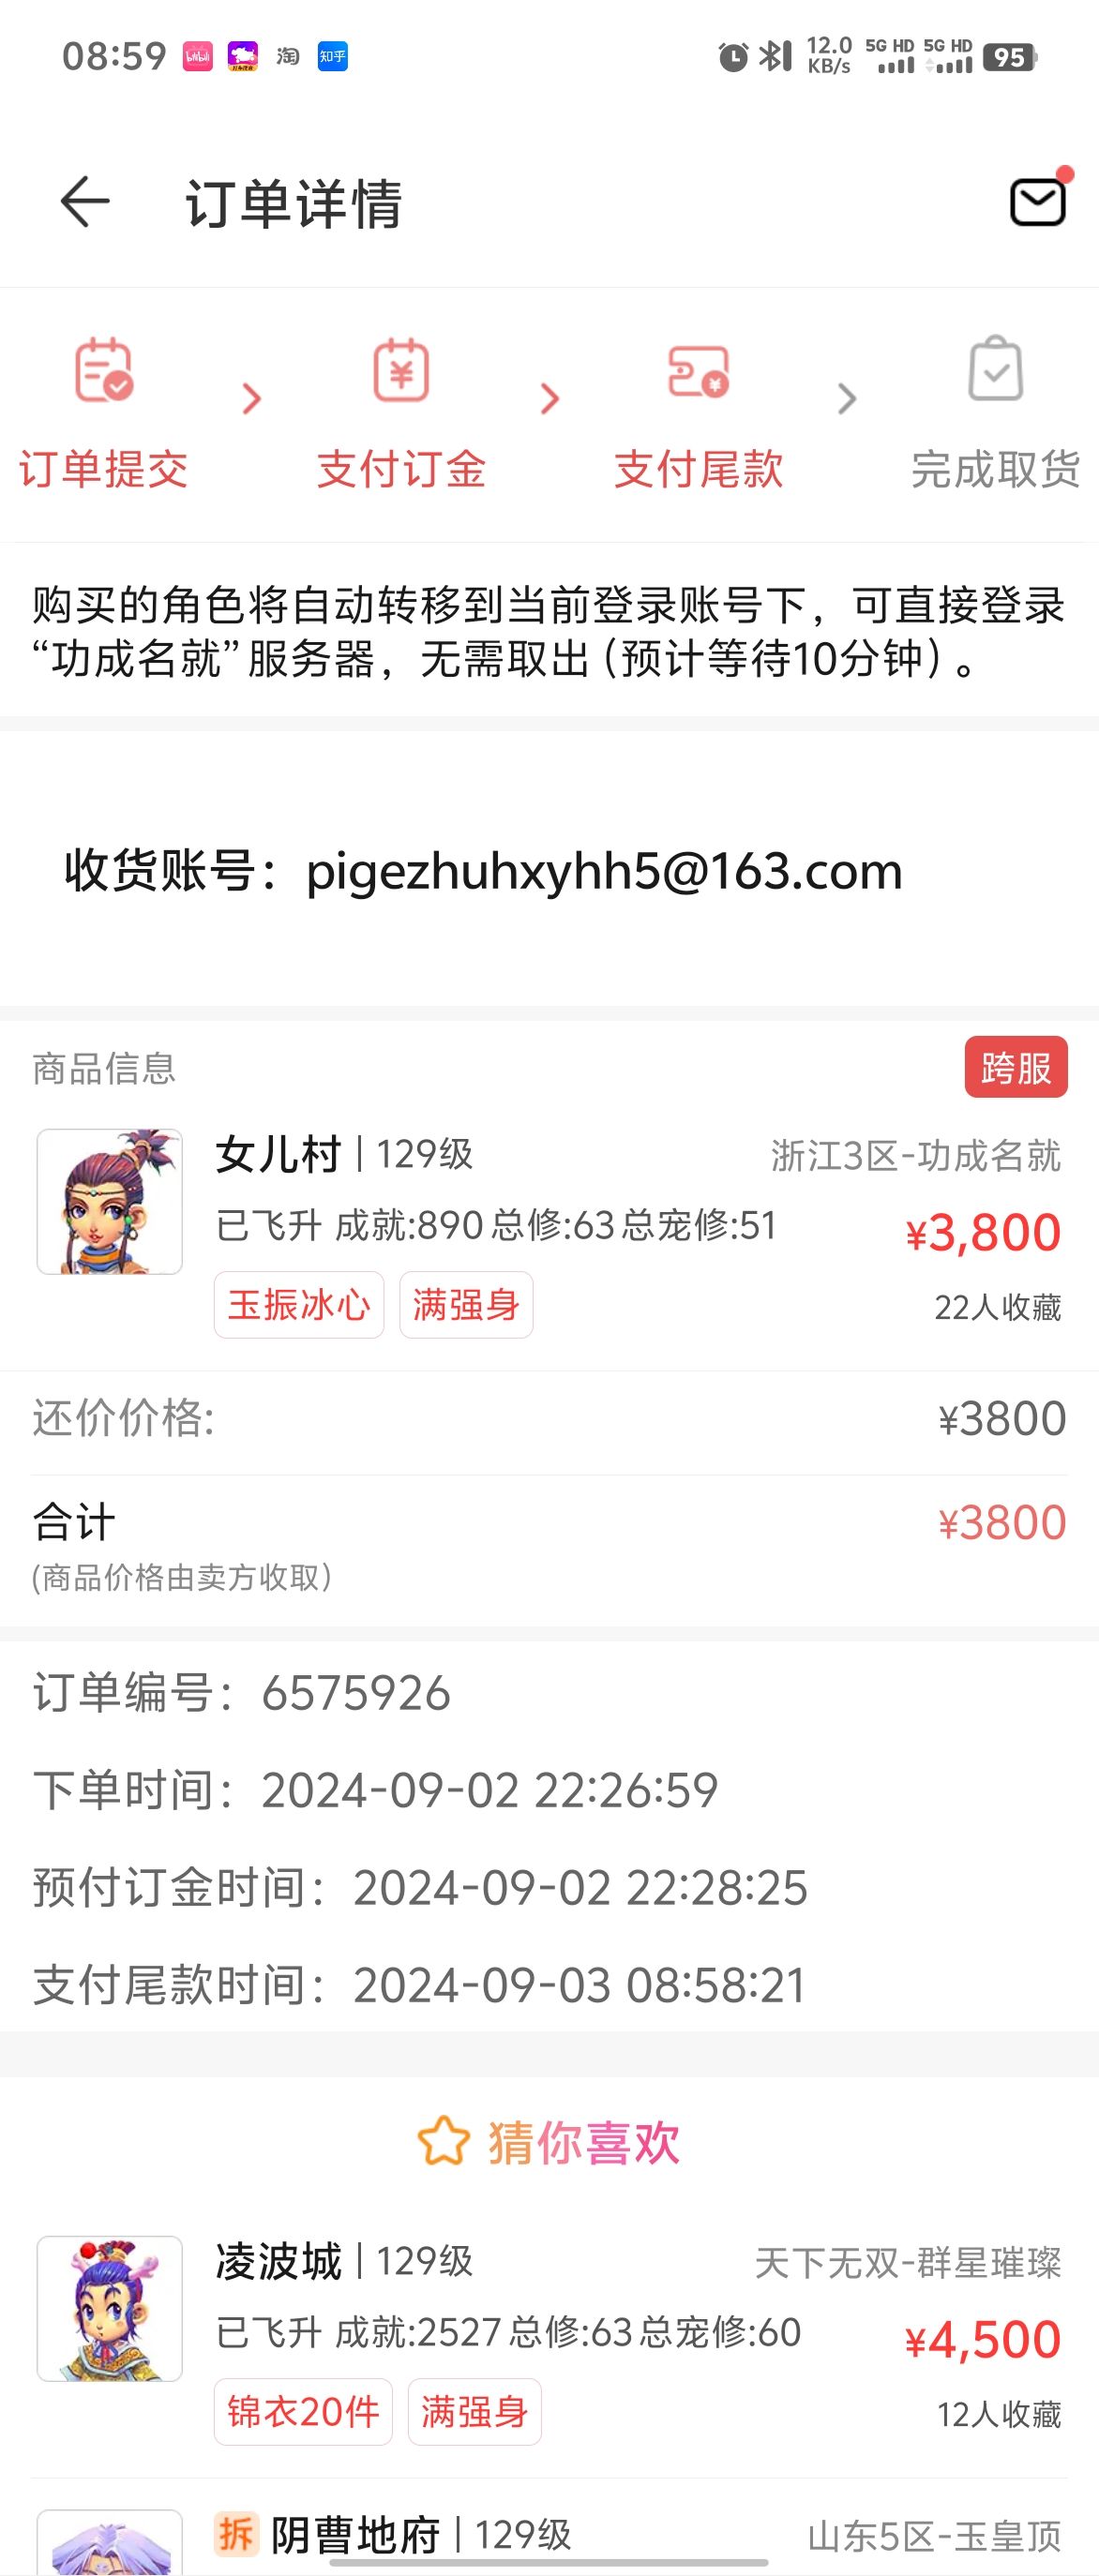 08:59 bilibili 淘 知乎 12.0 KB/s 5G HD 5G HD 95
订单详情
订单提交 支付订金 支付尾款 完成取货
购买的角色将自动转移到当前登录账号下，可直接登录
“功成名就”服务器，无需取出（预计等待10分钟）。
收货账号：pigezhuhxyhh5@163.com
商品信息 跨服
女儿村 | 129级 浙江3区-功成名就
已飞升 成就:890 总修:63 总宠修:51 ¥3,800
玉振冰心 满强身 22人收藏
还价价格: ¥3800
合计 ¥3800
(商品价格由卖方收取)
订单编号：6575926
下单时间：2024-09-02 22:26:59
预付订金时间：2024-09-02 22:28:25
支付尾款时间：2024-09-03 08:58:21
猜你喜欢
凌波城 | 129级 天下无双-群星璀璨
已飞升 成就:2527 总修:63 总宠修:60 ¥4,500
锦衣20件 满强身 12人收藏
拆 阴曹地府 | 129级 山东5区-玉皇顶